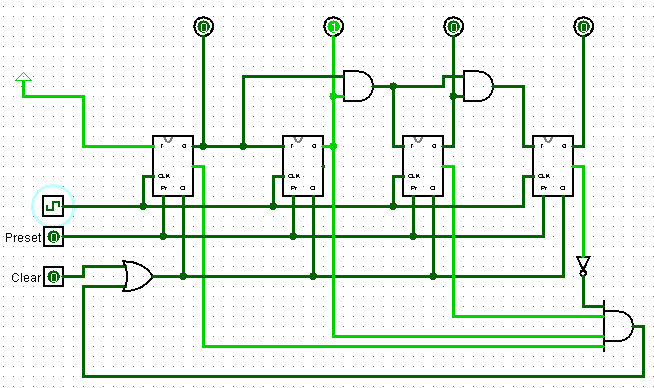 0 1 0 0
T Q T Q T Q T Q
CLK CLK CLK CLK
Pr Cl Pr Cl Pr Cl Pr Cl
Preset 0
Clear 0